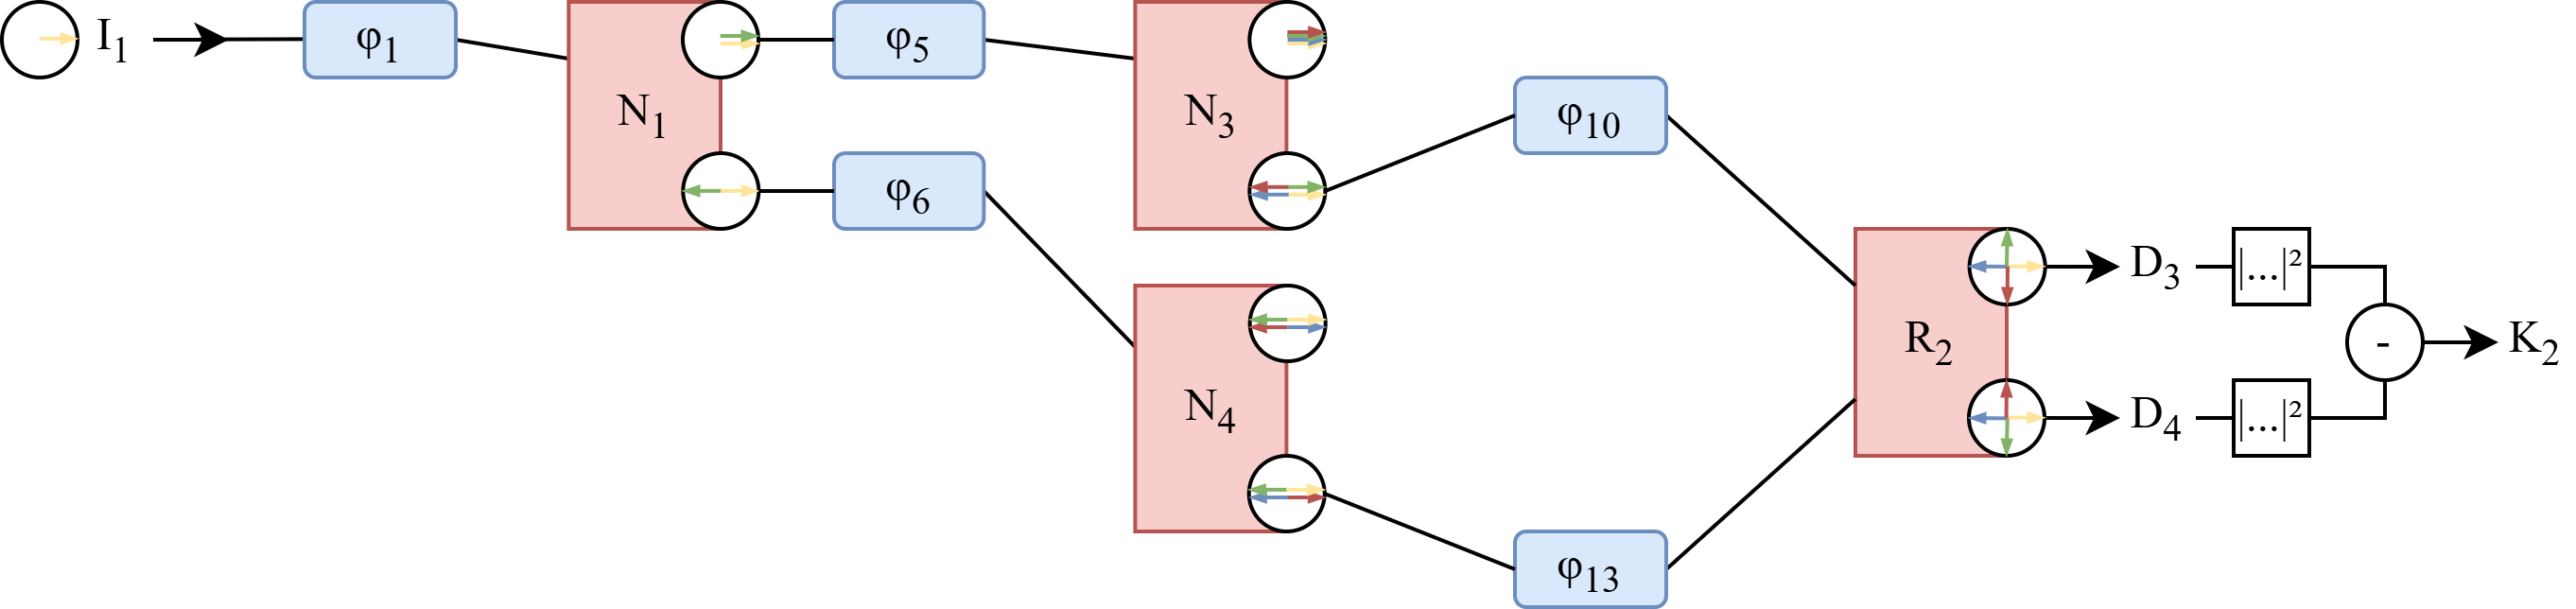 I₁
φ₁
N₁
φ₅
φ₆
N₃
N₄
φ₁₀
φ₁₃
R₂
D₃
|...|²
D₄
|...|²
-
K₂